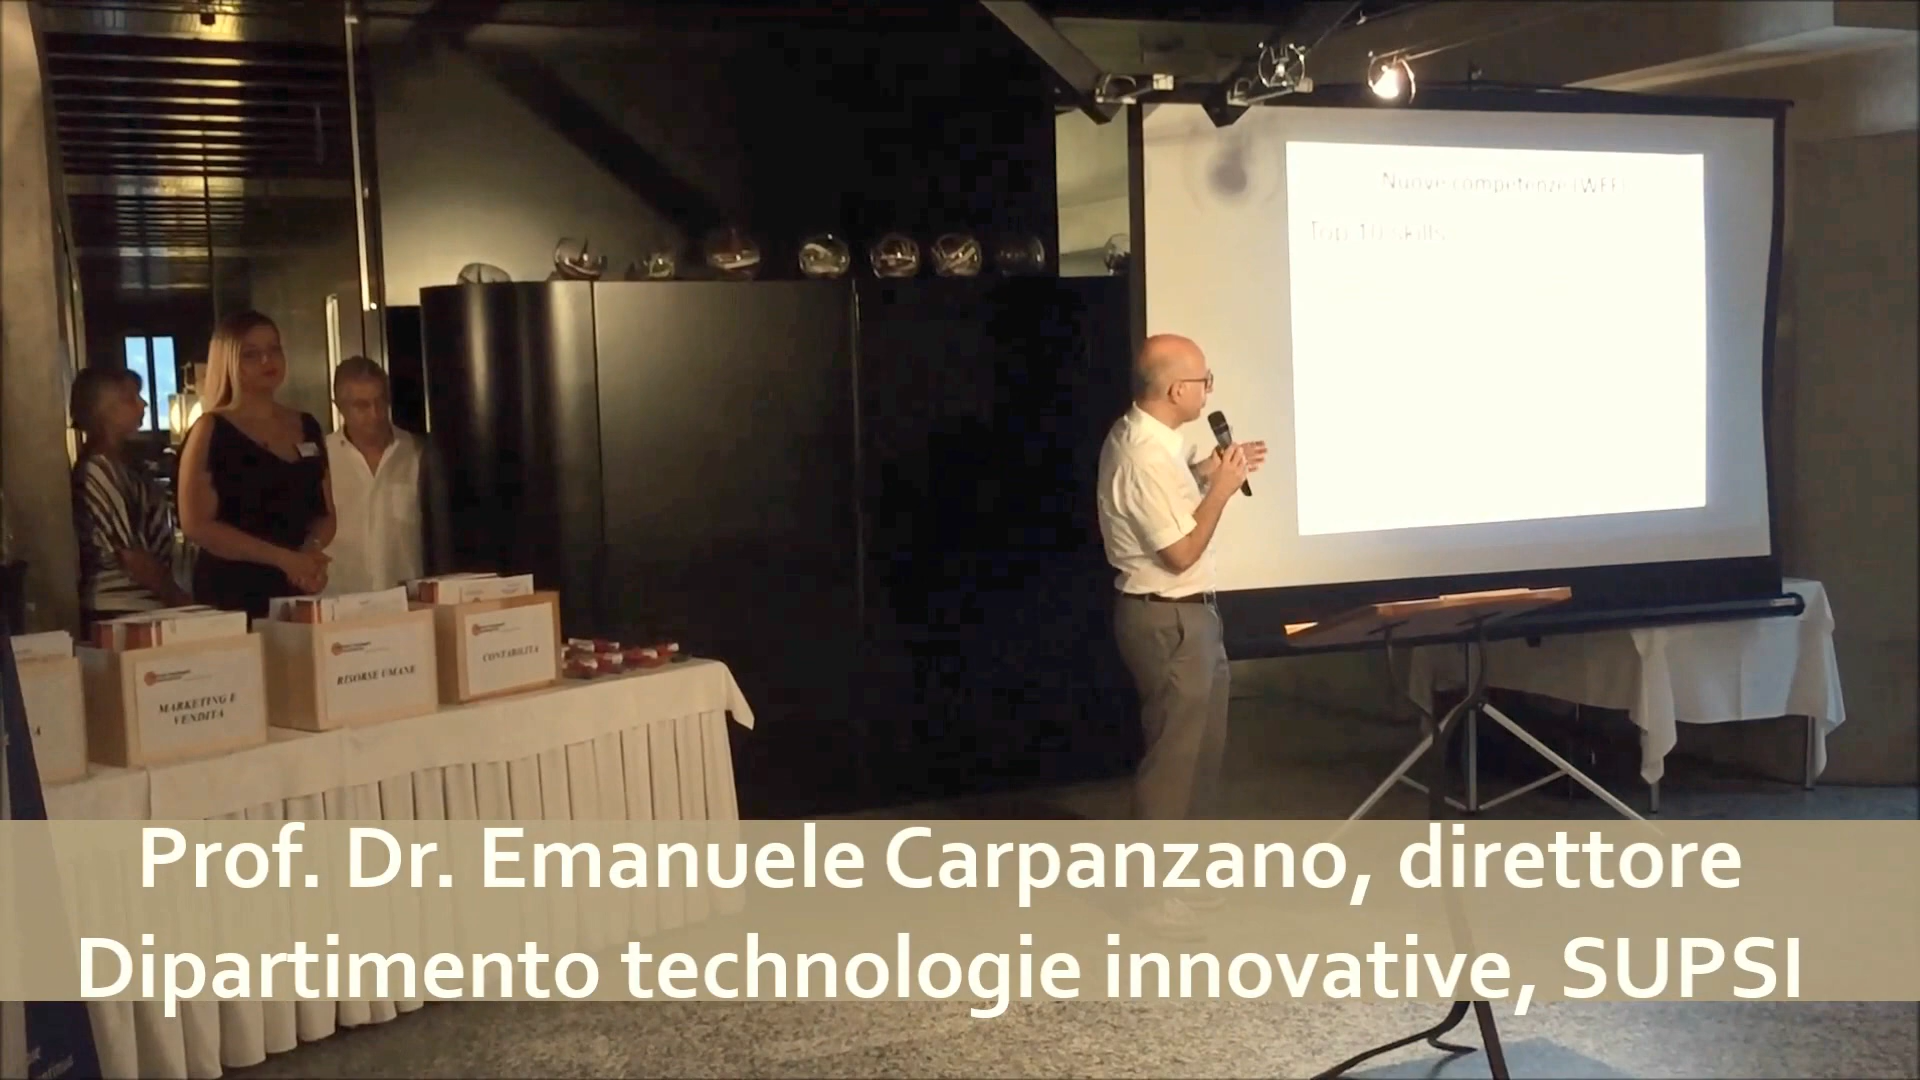 Nuove competenze (WEF)
Top 10 skills
MARKETING E
VENDITA
RISORSE UMANE
CONTABILITA
Prof. Dr. Emanuele Carpanzano, direttore
Dipartimento technologie innovative, SUPSI